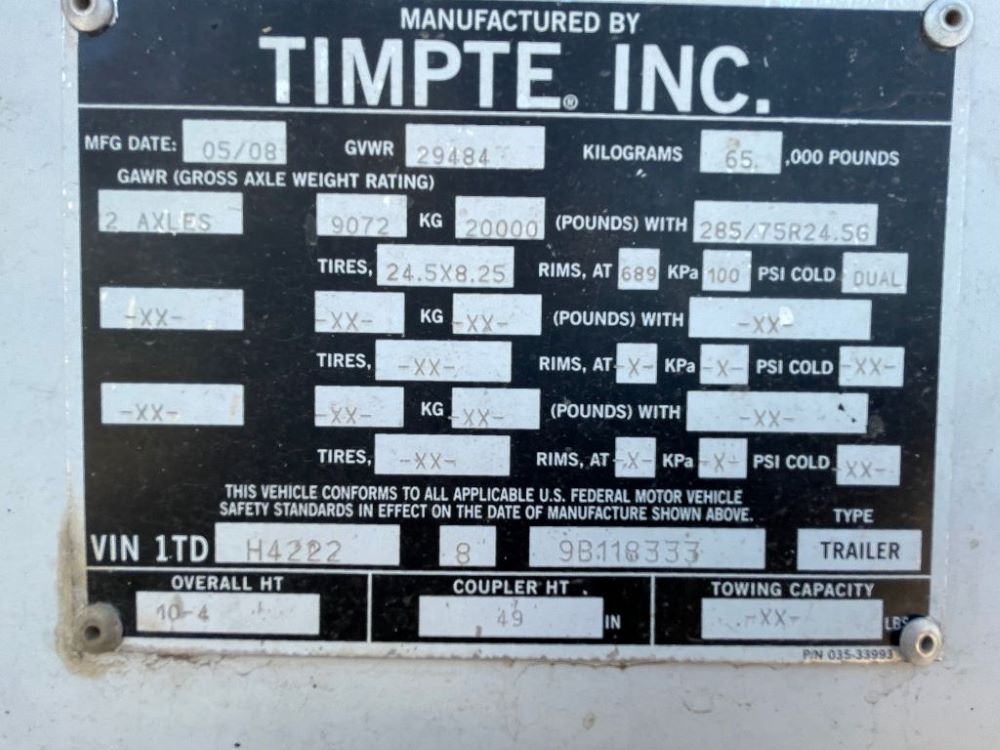 MANUFACTURED BY
TIMPTE® INC.
MFG DATE: 05/08 GVWR 29484 KILOGRAMS 65 ,000 POUNDS
GAWR (GROSS AXLE WEIGHT RATING)
2 AXLES 9072 KG 20000 (POUNDS) WITH 285/75R24.5G
TIRES, 24.5X8.25 RIMS, AT 689 KPa 100 PSI COLD DUAL
-XX- -XX- KG -XX- (POUNDS) WITH -XX-
TIRES, -XX- RIMS, AT -X- KPa -X- PSI COLD -XX-
-XX- -XX- KG -XX- (POUNDS) WITH -XX-
TIRES, -XX- RIMS, AT -X- KPa -X- PSI COLD -XX-
THIS VEHICLE CONFORMS TO ALL APPLICABLE U.S. FEDERAL MOTOR VEHICLE
SAFETY STANDARDS IN EFFECT ON THE DATE OF MANUFACTURE SHOWN ABOVE. TYPE
VIN 1TD H4222 8 9B118333 TRAILER
OVERALL HT COUPLER HT. TOWING CAPACITY
10-4 49 IN -XX- LBS
P/N 035-33993